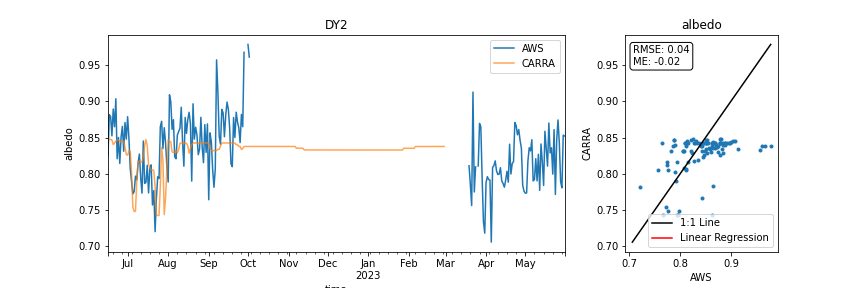 DY2
albedo
0.95
0.90
0.85
0.80
0.75
0.70
AWS
CARRA
Jul
Aug
Sep
Oct
Nov
Dec
Jan
2023
Feb
Mar
Apr
May
time
albedo
CARRA
0.95
0.90
0.85
0.80
0.75
0.70
RMSE: 0.04
ME: -0.02
1:1 Line
Linear Regression
0.7
0.8
0.9
AWS